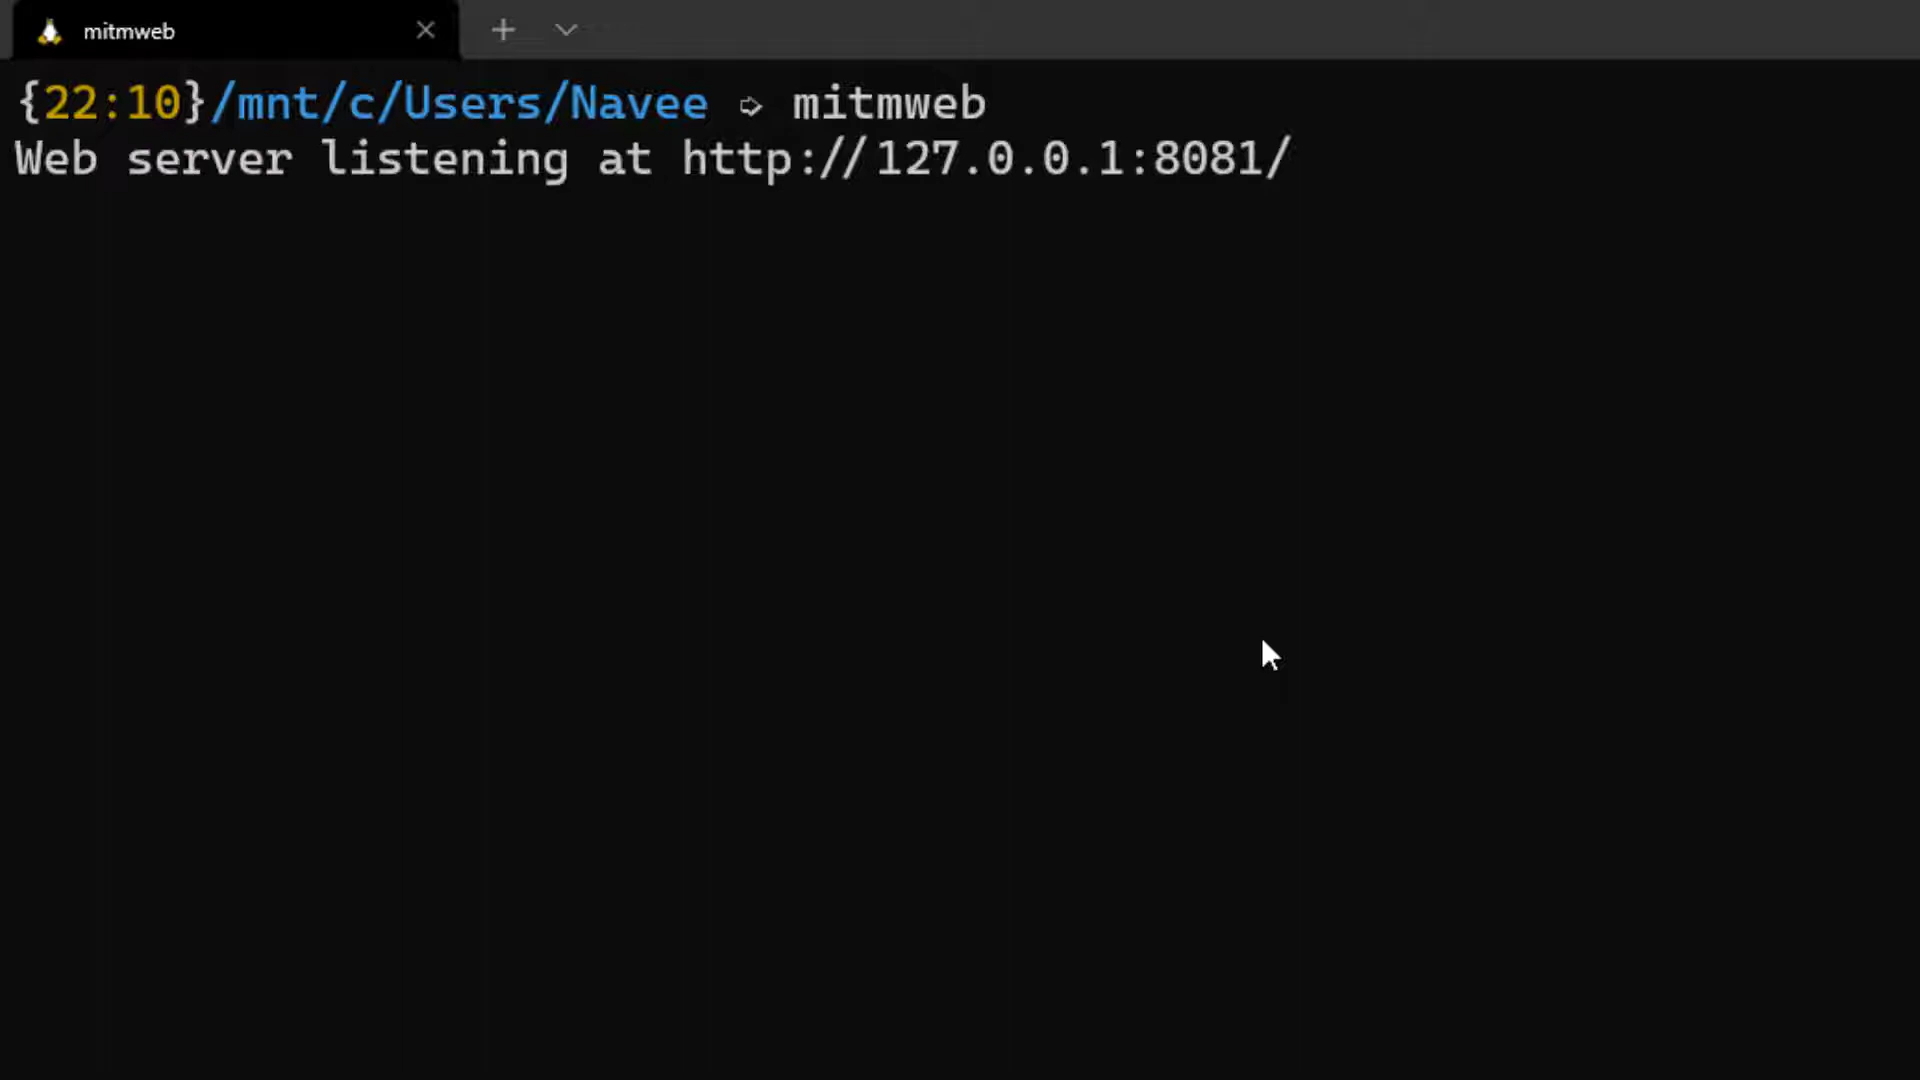 mitmweb
{22:10}/mnt/c/Users/Navee ➩ mitmweb
Web server listening at http://127.0.0.1:8081/